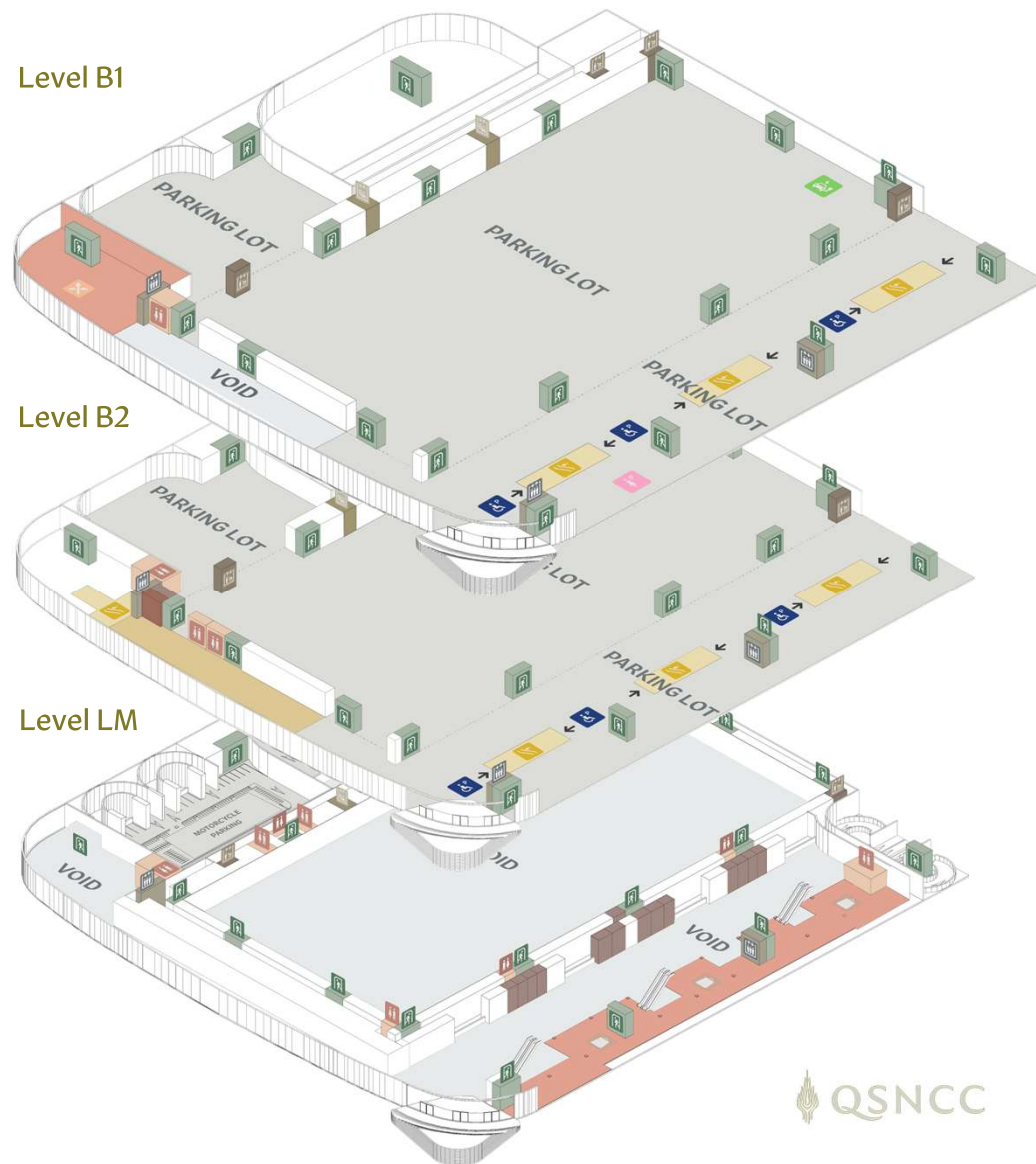 Level B1
PARKING LOT
PARKING LOT
PARKING LOT
VOID
Level B2
PARKING LOT
LOT
PARKING LOT
Level LM
MOTORCYCLE
PARKING
VOID
VOID
VOID
QSNCC